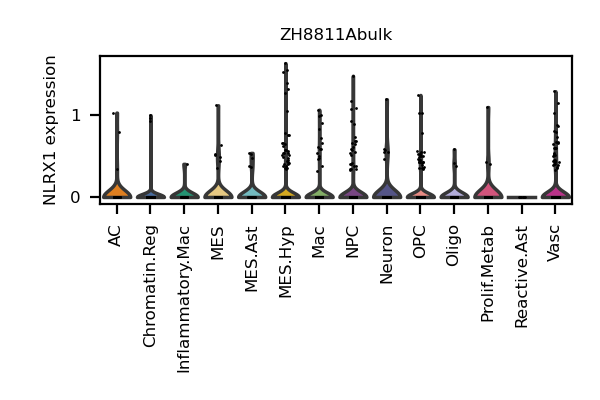 ZH8811Abulk
NLRX1 expression
1
0
AC
Chromatin.Reg
Inflammatory.Mac
MES
MES.Ast
MES.Hyp
Mac
NPC
Neuron
OPC
Oligo
Prolif.Metab
Reactive.Ast
Vasc